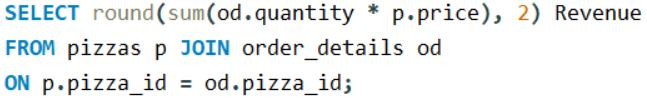 SELECT round(sum(od.quantity * p.price), 2) Revenue
FROM pizzas p JOIN order_details od
ON p.pizza_id = od.pizza_id;